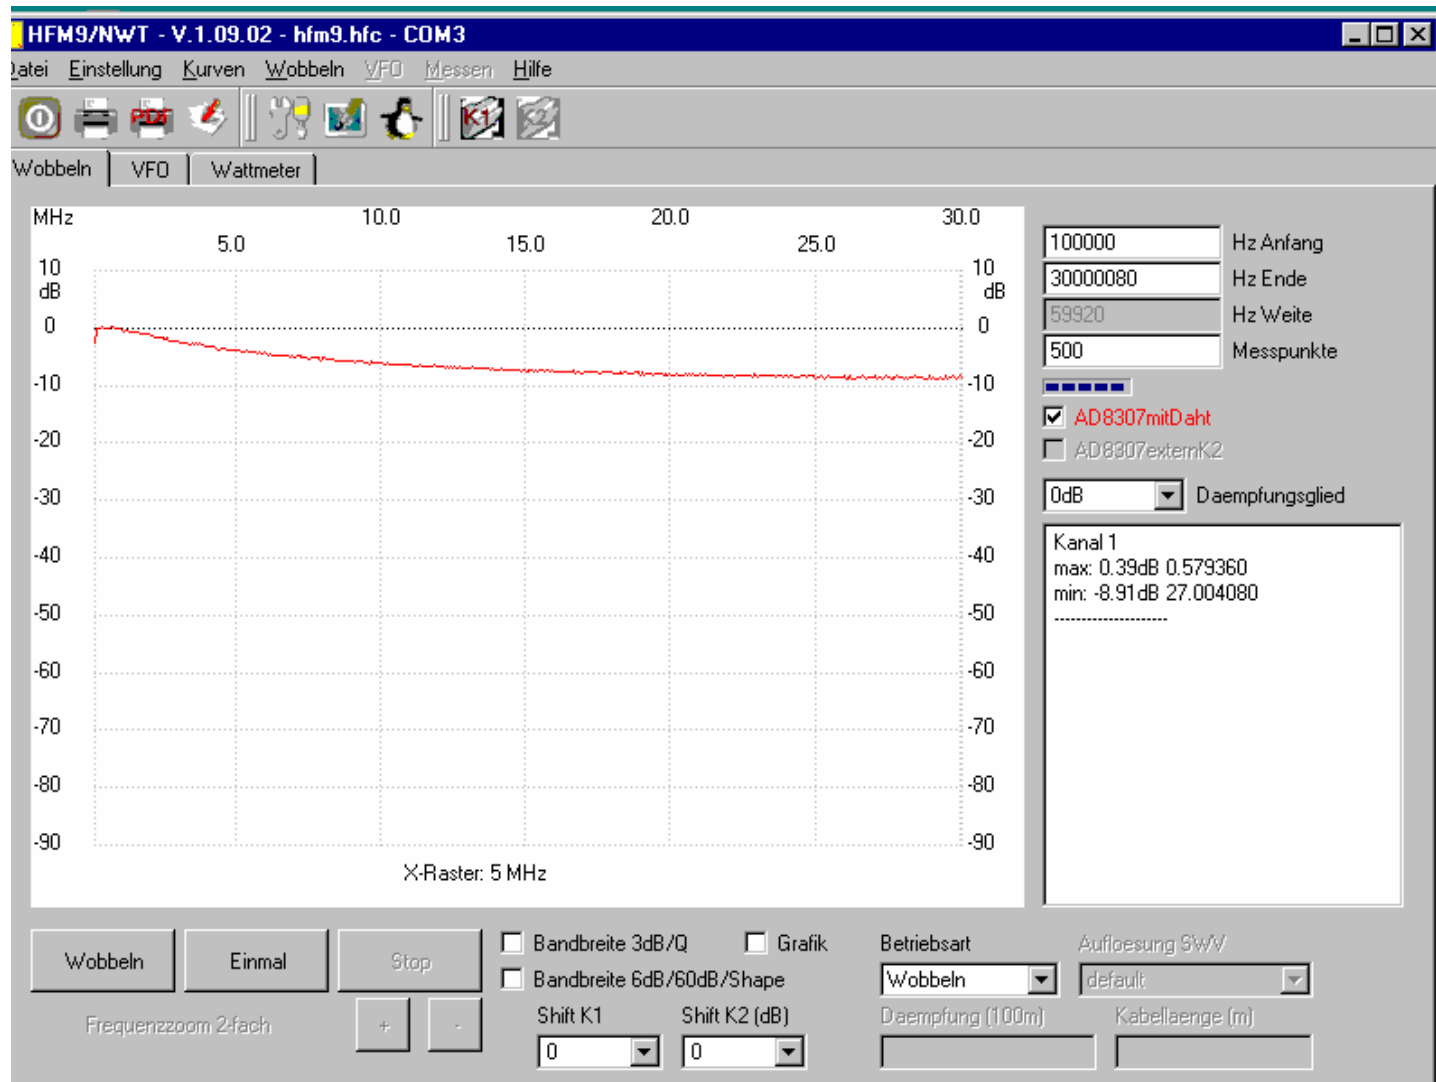 HFM9/NWT - V.1.09.02 - hfm9.hfc - COM3
Datei Einstellung Kurven Wobbeln VFO Messen Hilfe
PDF K1 K2
Wobbeln VFO Wattmeter
MHz 10.0 20.0 30.0
5.0 15.0 25.0
10 10
dB dB
0 0
-10 -10
-20 -20
-30 -30
-40 -40
-50 -50
-60 -60
-70 -70
-80 -80
-90 -90
X-Raster: 5 MHz
100000 Hz Anfang
30000080 Hz Ende
59920 Hz Weite
500 Messpunkte
AD8307mitDaht
AD8307externK2
0dB Daempfungsglied
Kanal 1
max: 0.39dB 0.579360
min: -8.91dB 27.004080
---------------------
Wobbeln Einmal Stop
Frequenzzoom 2-fach + -
Bandbreite 3dB/Q Grafik
Bandbreite 6dB/60dB/Shape
Shift K1 Shift K2 (dB)
0 0
Betriebsart Aufloesung SWV
Wobbeln default
Daempfung (100m) Kabellaenge (m)